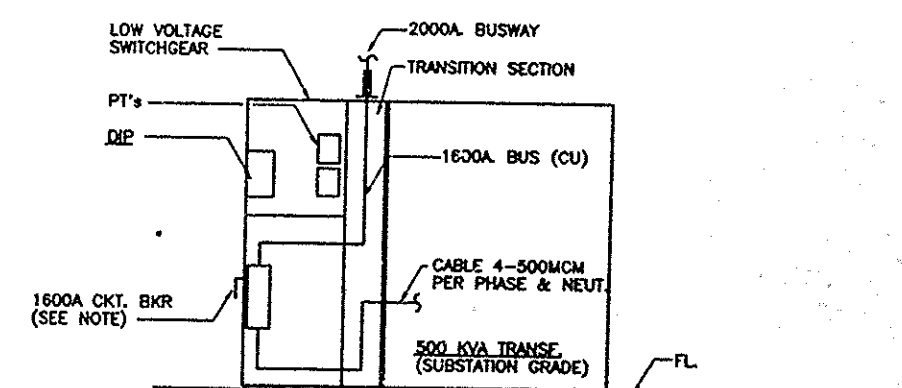 LOW VOLTAGE
SWITCHGEAR
2000A. BUSWAY
TRANSITION SECTION
PT's
DIP
1600A. BUS (CU)
CABLE 4-500MCM
PER PHASE & NEUT.
1600A CKT. BKR
(SEE NOTE)
500 KVA TRANSF.
(SUBSTATION GRADE)
FL.